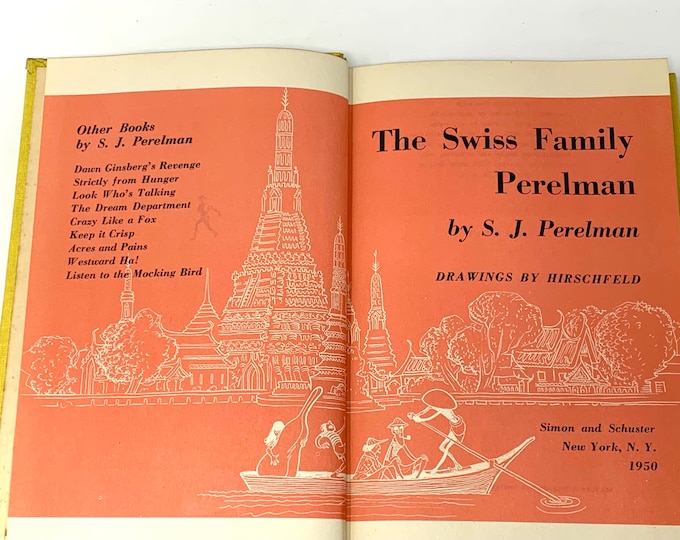 Other Books
by S. J. Perelman
Dawn Ginsberg's Revenge
Strictly from Hunger
Look Who's Talking
The Dream Department
Crazy Like a Fox
Keep it Crisp
Acres and Pains
Westward Ha!
Listen to the Mocking Bird
The Swiss Family
Perelman
by S. J. Perelman
DRAWINGS BY HIRSCHFELD
Simon and Schuster
New York, N. Y.
1950